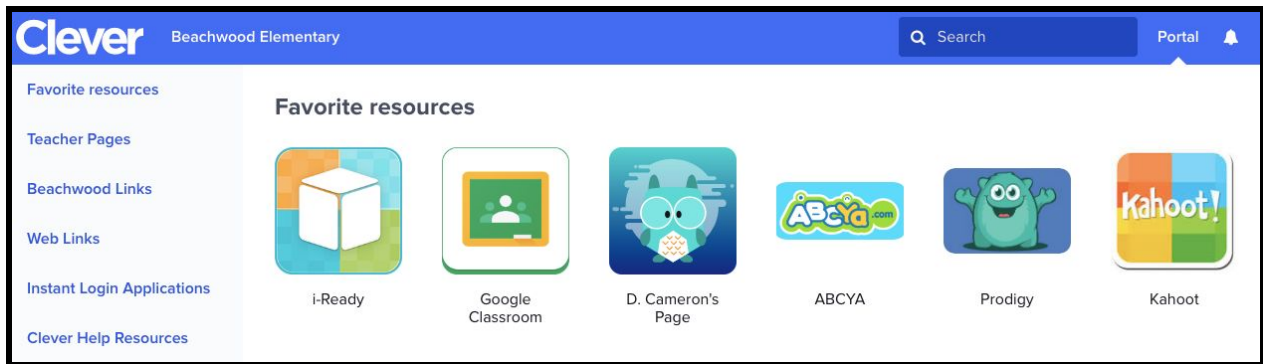 Clever Beachwood Elementary Search Portal
Favorite resources
Teacher Pages
Beachwood Links
Web Links
Instant Login Applications
Clever Help Resources
Favorite resources
ABCYa.com
Kahoot!
i-Ready
Google
Classroom
D. Cameron's
Page
ABCYA
Prodigy
Kahoot